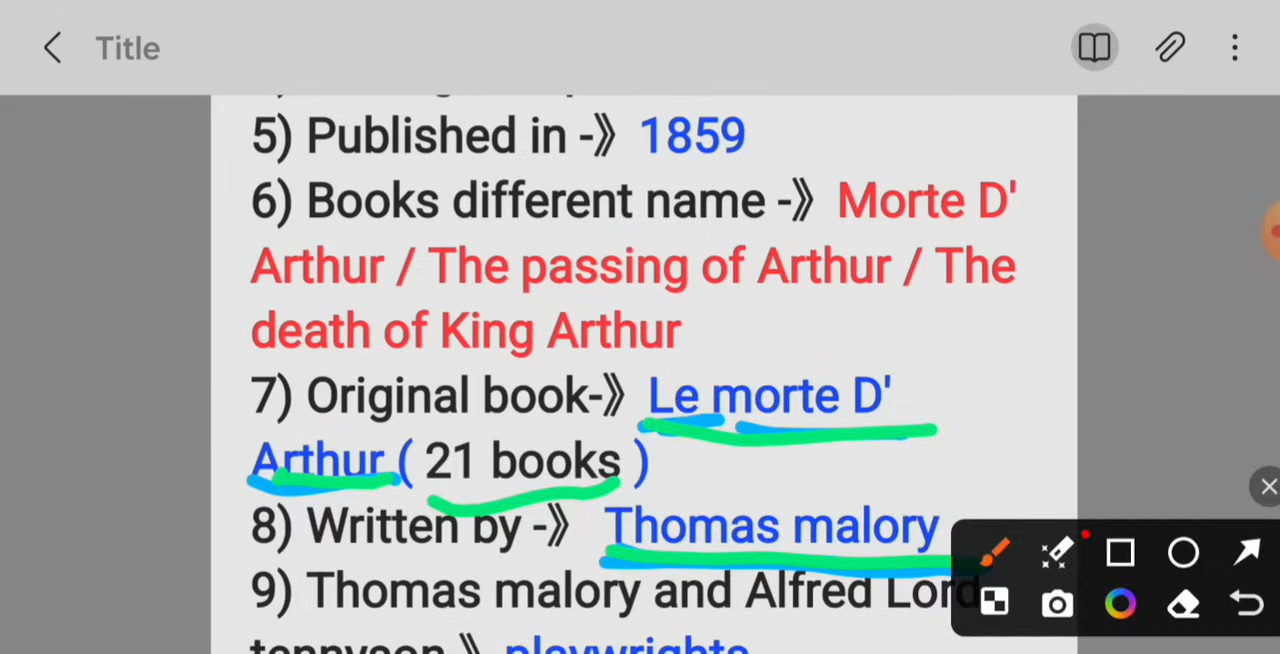 Title
5) Published in -》 1859
6) Books different name -》 Morte D'
Arthur / The passing of Arthur / The
death of King Arthur
7) Original book-》 Le morte D'
Arthur ( 21 books )
8) Written by -》 Thomas malory
9) Thomas malory and Alfred Lord
tennyson 》 playwrights